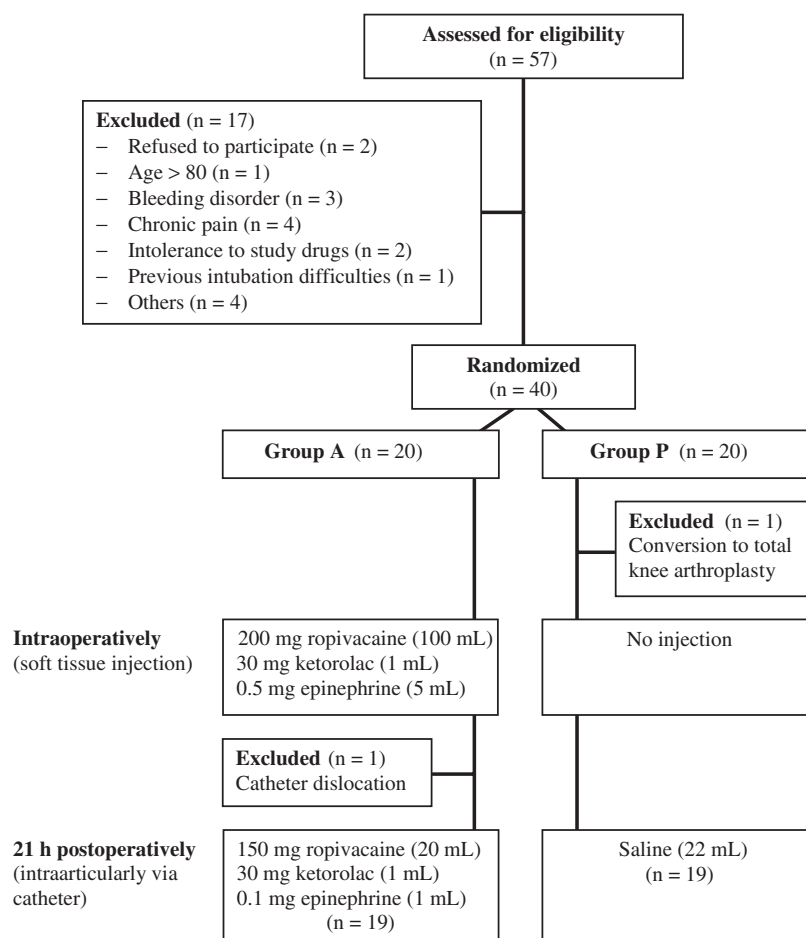 Assessed for eligibility
(n = 57)
Excluded (n = 17)
– Refused to participate (n = 2)
– Age > 80 (n = 1)
– Bleeding disorder (n = 3)
– Chronic pain (n = 4)
– Intolerance to study drugs (n = 2)
– Previous intubation difficulties (n = 1)
– Others (n = 4)
Randomized
(n = 40)
Group A (n = 20)
Group P (n = 20)
Excluded (n = 1)
Conversion to total
knee arthroplasty
Intraoperatively
(soft tissue injection)
200 mg ropivacaine (100 mL)
30 mg ketorolac (1 mL)
0.5 mg epinephrine (5 mL)
No injection
Excluded (n = 1)
Catheter dislocation
21 h postoperatively
(intraarticularly via
catheter)
150 mg ropivacaine (20 mL)
30 mg ketorolac (1 mL)
0.1 mg epinephrine (1 mL)
(n = 19)
Saline (22 mL)
(n = 19)